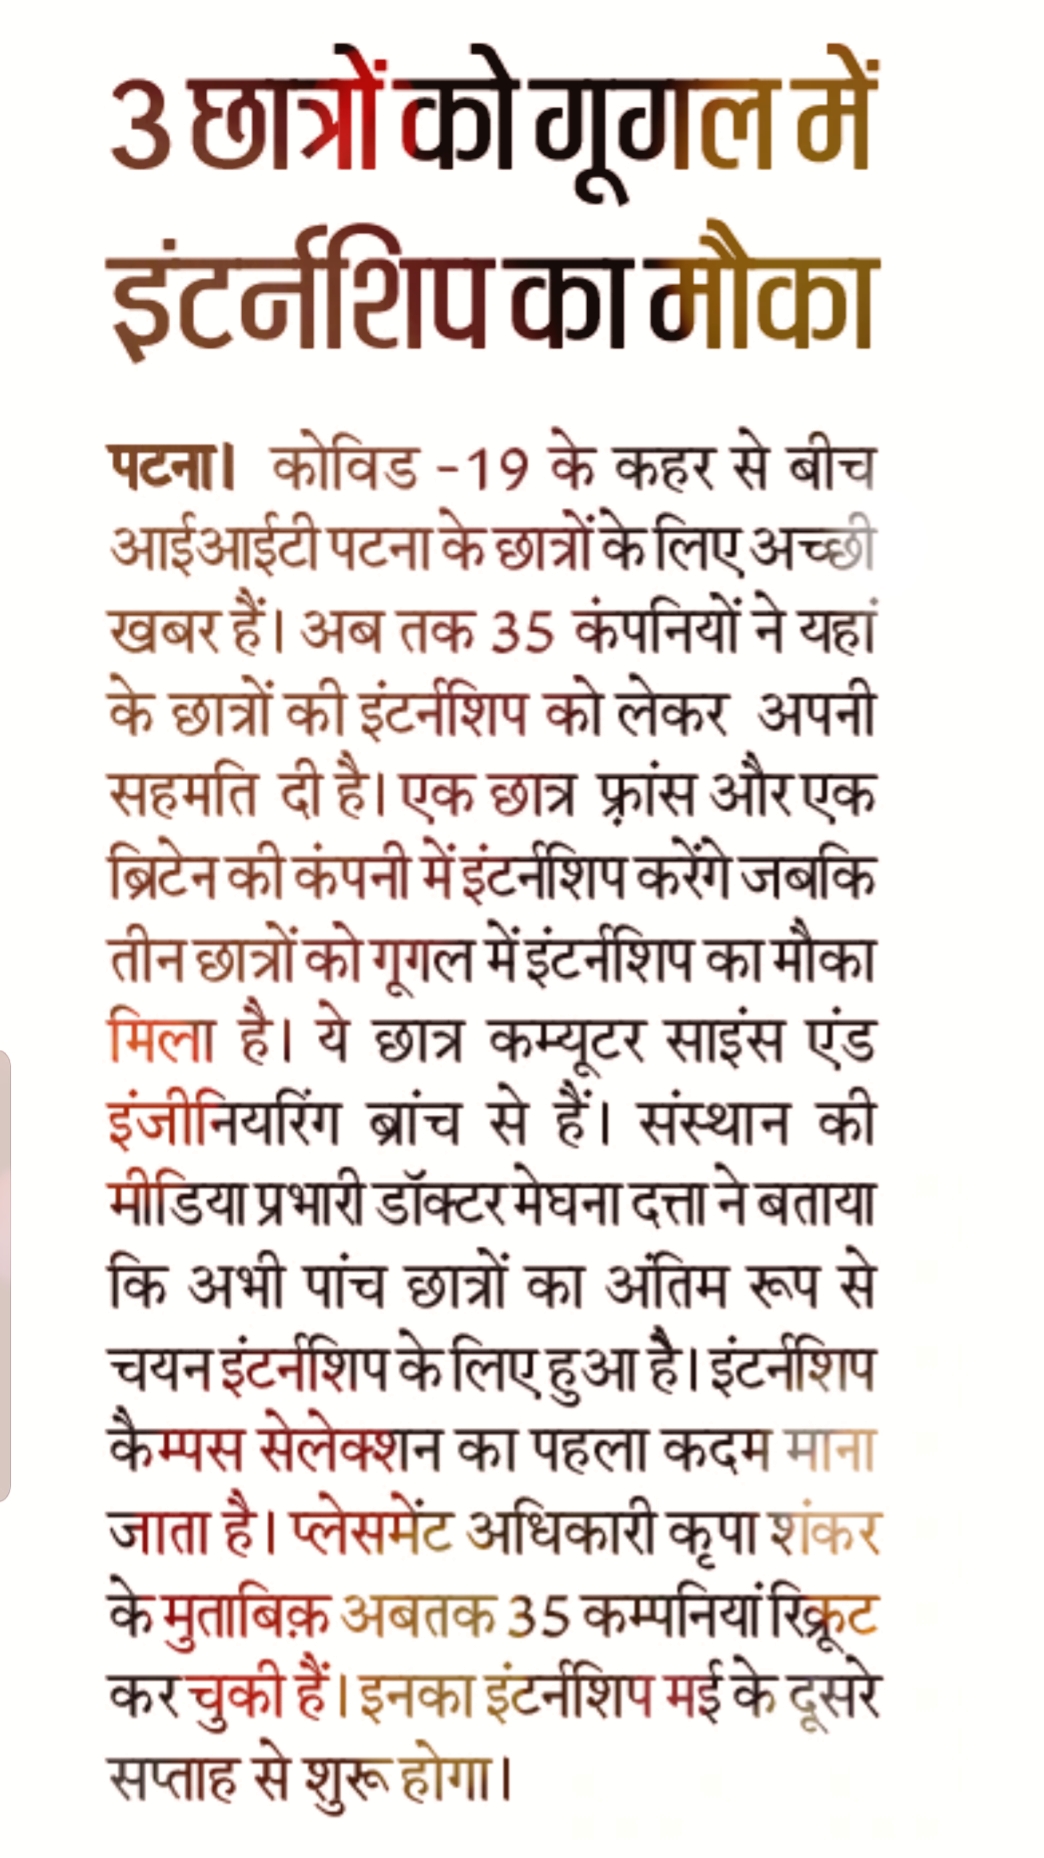 3 छात्रों को गूगल में
इंटर्नशिप का मौका
पटना। कोविड -19 के कहर से बीच
आईआईटी पटना के छात्रों के लिए अच्छी
खबर हैं। अब तक 35 कंपनियों ने यहां
के छात्रों की इंटर्नशिप को लेकर अपनी
सहमति दी है। एक छात्र फ़्रांस और एक
ब्रिटेन की कंपनी में इंटर्नशिप करेंगे जबकि
तीन छात्रों को गूगल में इंटर्नशिप का मौका
मिला है। ये छात्र कम्यूटर साइंस एंड
इंजीनियरिंग ब्रांच से हैं। संस्थान की
मीडिया प्रभारी डॉक्टर मेघना दत्ता ने बताया
कि अभी पांच छात्रों का अंतिम रूप से
चयन इंटर्नशिप के लिए हुआ है। इंटर्नशिप
कैम्पस सेलेक्शन का पहला कदम माना
जाता है। प्लेसमेंट अधिकारी कृपा शंकर
के मुताबिक़ अबतक 35 कम्पनियां रिक्रूट
कर चुकी हैं। इनका इंटर्नशिप मई के दूसरे
सप्ताह से शुरू होगा।